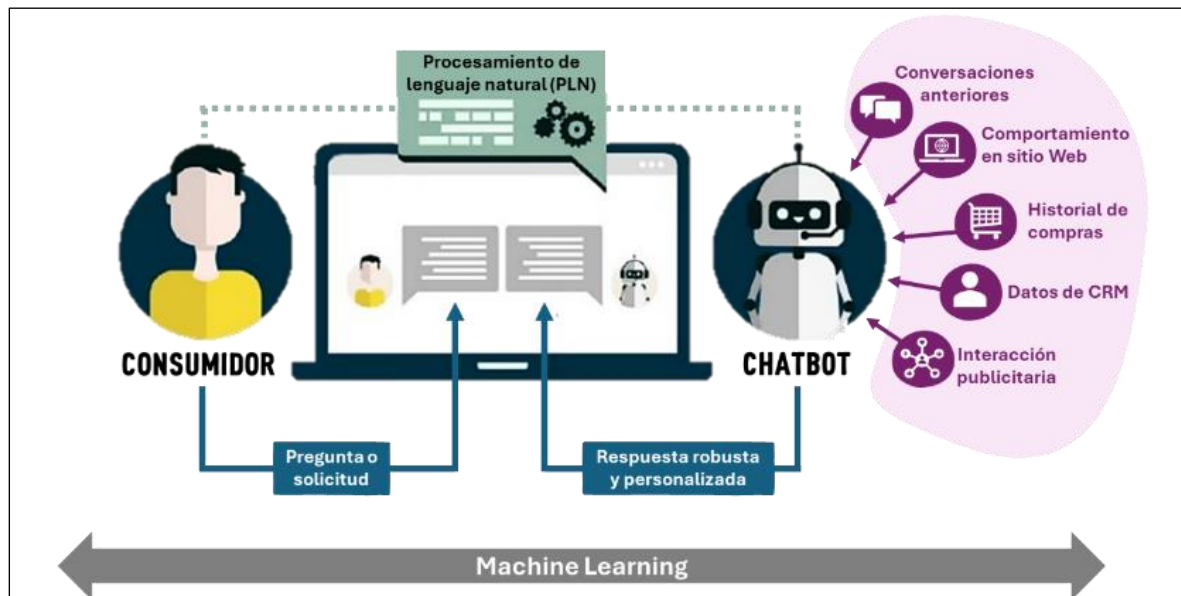 Procesamiento de
lenguaje natural (PLN)
Conversaciones
anteriores
Comportamiento
en sitio Web
Historial de
compras
Datos de CRM
Interacción
publicitaria
CONSUMIDOR
CHATBOT
Pregunta o
solicitud
Respuesta robusta
y personalizada
Machine Learning